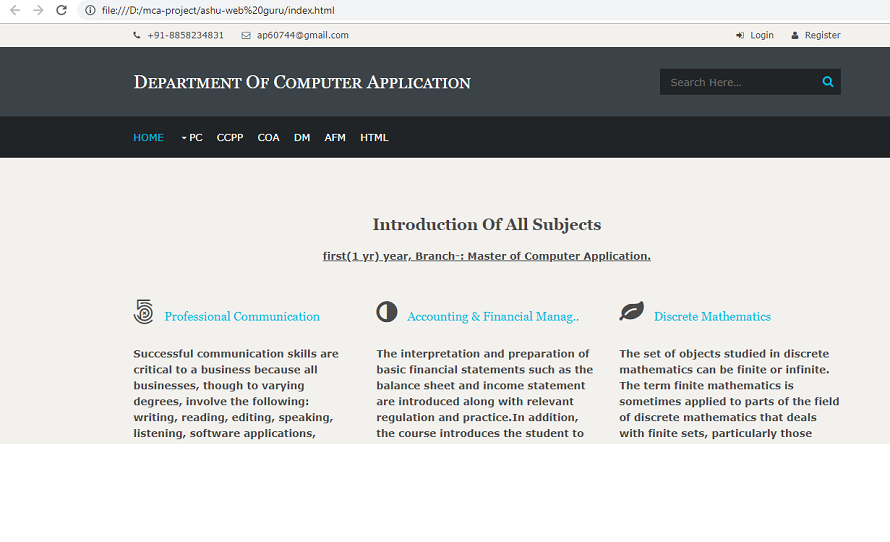 file:///D:/mca-project/ashu-web%20guru/index.html
+91-8858234831 ap60744@gmail.com Login Register
Department Of Computer Application Search Here...
HOME PC CCPP COA DM AFM HTML
Introduction Of All Subjects
first(1 yr) year, Branch-: Master of Computer Application.
Professional Communication
Successful communication skills are
critical to a business because all
businesses, though to varying
degrees, involve the following:
writing, reading, editing, speaking,
listening, software applications,
Accounting & Financial Manag..
The interpretation and preparation of
basic financial statements such as the
balance sheet and income statement
are introduced along with relevant
regulation and practice.In addition,
the course introduces the student to
Discrete Mathematics
The set of objects studied in discrete
mathematics can be finite or infinite.
The term finite mathematics is
sometimes applied to parts of the field
of discrete mathematics that deals
with finite sets, particularly those